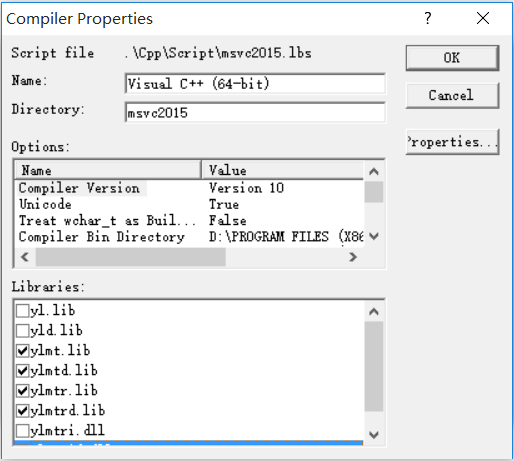 Compiler Properties
Script file .\Cpp\Script\msvc2015.lbs
OK
Name: Visual C++ (64-bit)
Cancel
Directory: msvc2015
Properties...
Options:
Name Value
Compiler Version Version 10
Unicode True
Treat wchar_t as Buil... False
Compiler Bin Directory D:\PROGRAM FILES (X86
Libraries:
yl.lib
yld.lib
ylmt.lib
ylmtd.lib
ylmtr.lib
ylmtrd.lib
ylmtri.dll